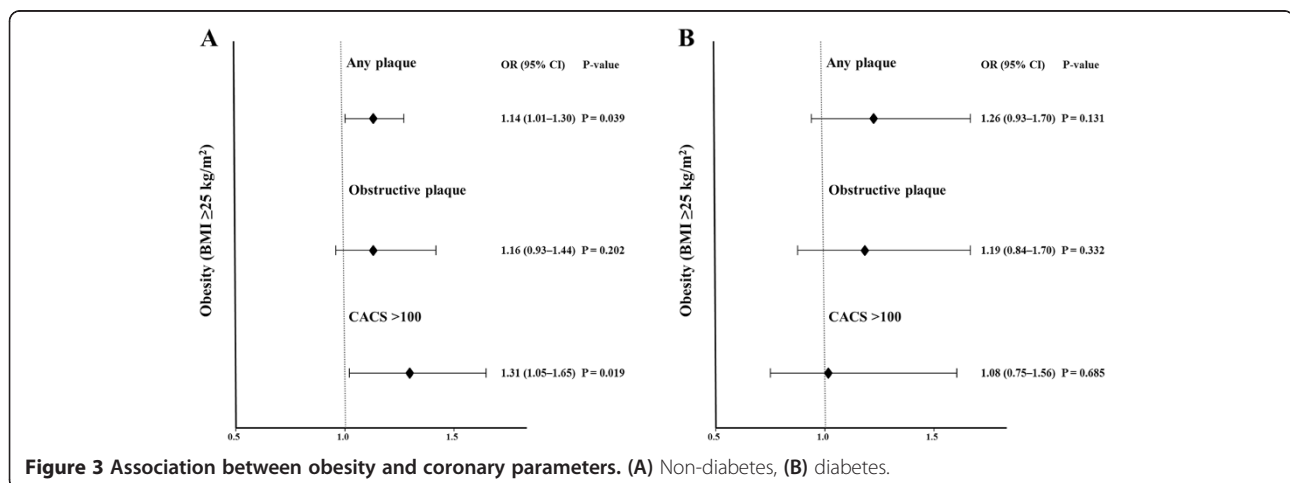 A
Any plaque OR (95% CI) P-value
1.14 (1.01–1.30) P = 0.039
Obstructive plaque
1.16 (0.93–1.44) P = 0.202
CACS >100
1.31 (1.05–1.65) P = 0.019
Obesity (BMI ≥25 kg/m²)
0.5 1.0 1.5
B
Any plaque OR (95% CI) P-value
1.26 (0.93–1.70) P = 0.131
Obstructive plaque
1.19 (0.84–1.70) P = 0.332
CACS >100
1.08 (0.75–1.56) P = 0.685
Obesity (BMI ≥25 kg/m²)
0.5 1.0 1.5
Figure 3 Association between obesity and coronary parameters. (A) Non-diabetes, (B) diabetes.